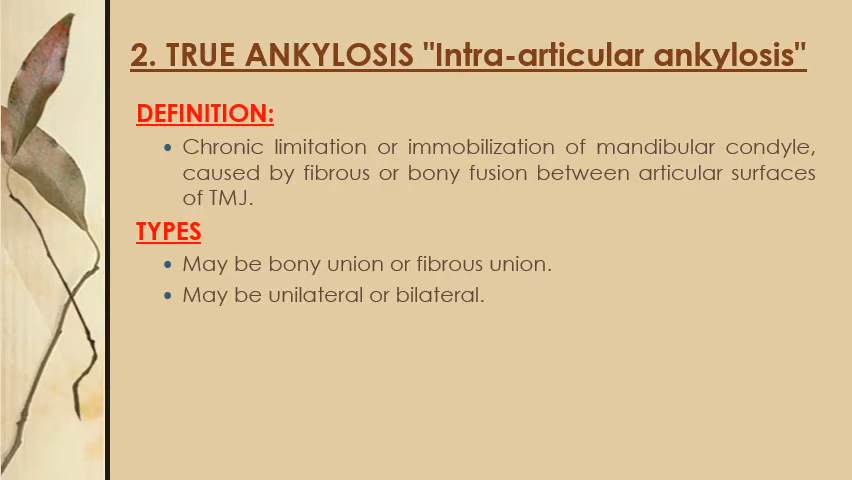 2. TRUE ANKYLOSIS "Intra-articular ankylosis"
DEFINITION:
• Chronic limitation or immobilization of mandibular condyle,
caused by fibrous or bony fusion between articular surfaces
of TMJ.
TYPES
• May be bony union or fibrous union.
• May be unilateral or bilateral.